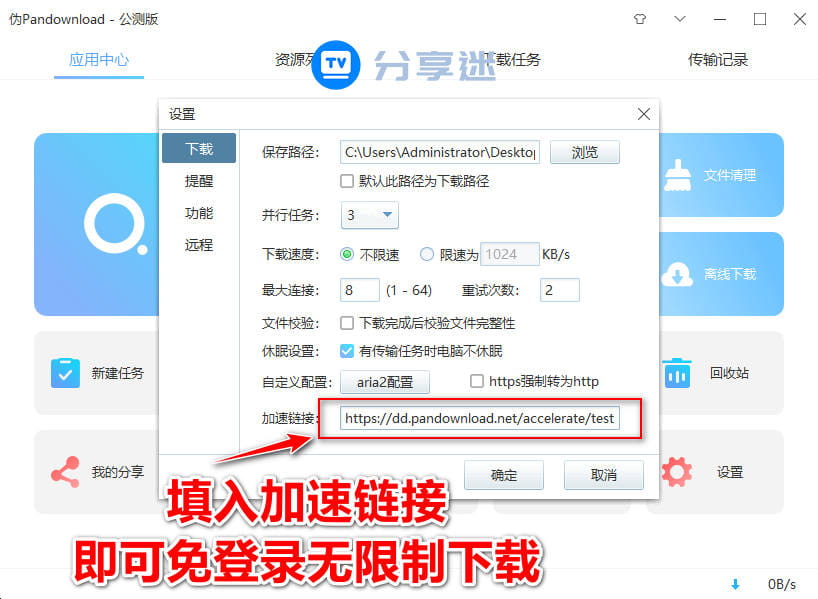 伪Pandownload - 公测版
应用中心
资源
TV 分享迷
下载任务
传输记录
设置
下载
提醒
功能
远程
保存路径：
C:\Users\Administrator\Desktop
浏览
默认此路径为下载路径
并行任务：
3
下载速度：
不限速
限速为
1024
KB/s
最大连接：
8
(1 - 64)
重试次数：
2
文件校验：
下载完成后校验文件完整性
休眠设置：
有传输任务时电脑不休眠
自定义配置：
aria2配置
https强制转为http
加速链接：
https://dd.pandownload.net/accelerate/test
确定
取消
文件清理
离线下载
新建任务
回收站
我的分享
设置
填入加速链接
即可免登录无限制下载
0B/s